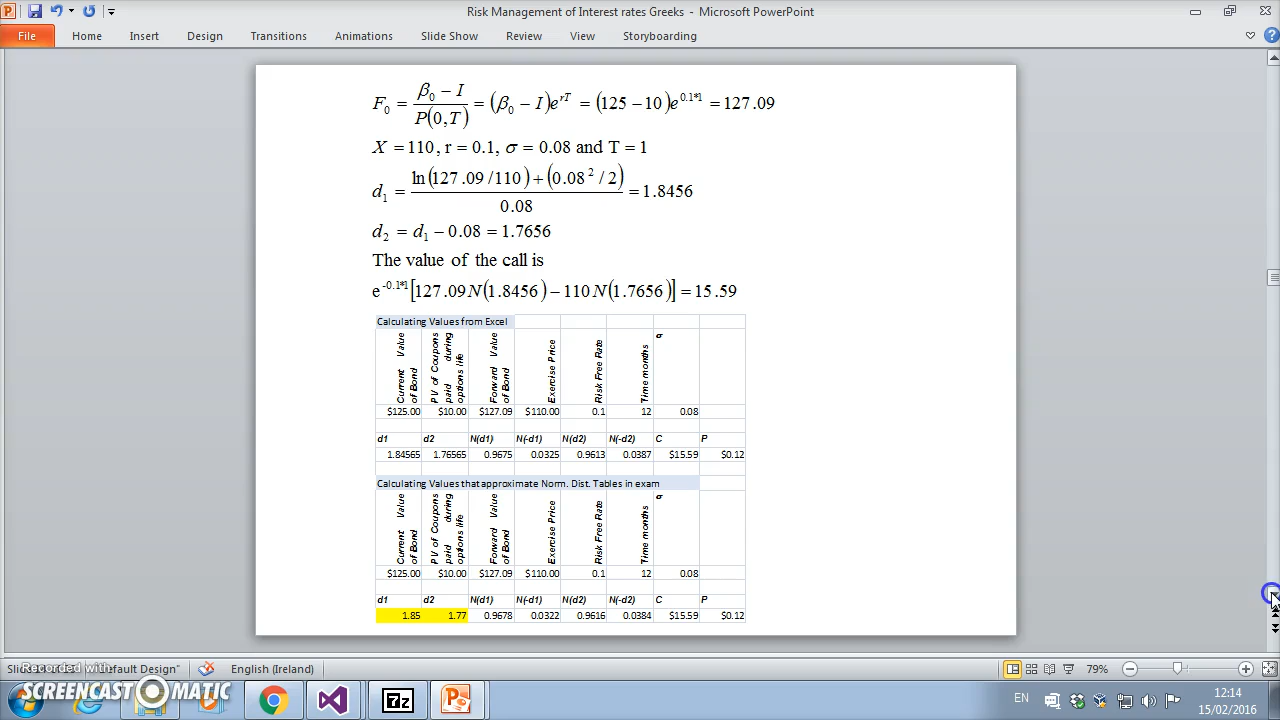 Risk Management of Interest rates Greeks - Microsoft PowerPoint
File Home Insert Design Transitions Animations Slide Show Review View Storyboarding
F₀ = (β₀ − I) / P(0,T) = (β₀ − I)e^{rT} = (125 − 10)e^{0.1*1} = 127.09
X = 110, r = 0.1, σ = 0.08 and T = 1
d₁ = (ln(127.09/110) + (0.08²/2)) / 0.08 = 1.8456
d₂ = d₁ − 0.08 = 1.7656
The value of the call is
e^{-0.1*1}[127.09N(1.8456) − 110N(1.7656)] = 15.59
Calculating Values from Excel
Current Value of Bond PV of Coupons paid during options life Forward Value of Bond Exercise Price Risk Free Rate Time months σ
$125.00 $10.00 $127.09 $110.00 0.1 12 0.08
d1 d2 N(d1) N(-d1) N(d2) N(-d2) C P
1.84565 1.76565 0.9675 0.0325 0.9613 0.0387 $15.59 $0.12
Calculating Values that approximate Norm. Dist. Tables in exam
Current Value of Bond PV of Coupons paid during options life Forward Value of Bond Exercise Price Risk Free Rate Time months σ
$125.00 $10.00 $127.09 $110.00 0.1 12 0.08
d1 d2 N(d1) N(-d1) N(d2) N(-d2) C P
1.85 1.77 0.9678 0.0322 0.9616 0.0384 $15.59 $0.12
Default Design" English (Ireland) 79%
Recorded with
SCREENCAST MATIC
EN 12:14
15/02/2016